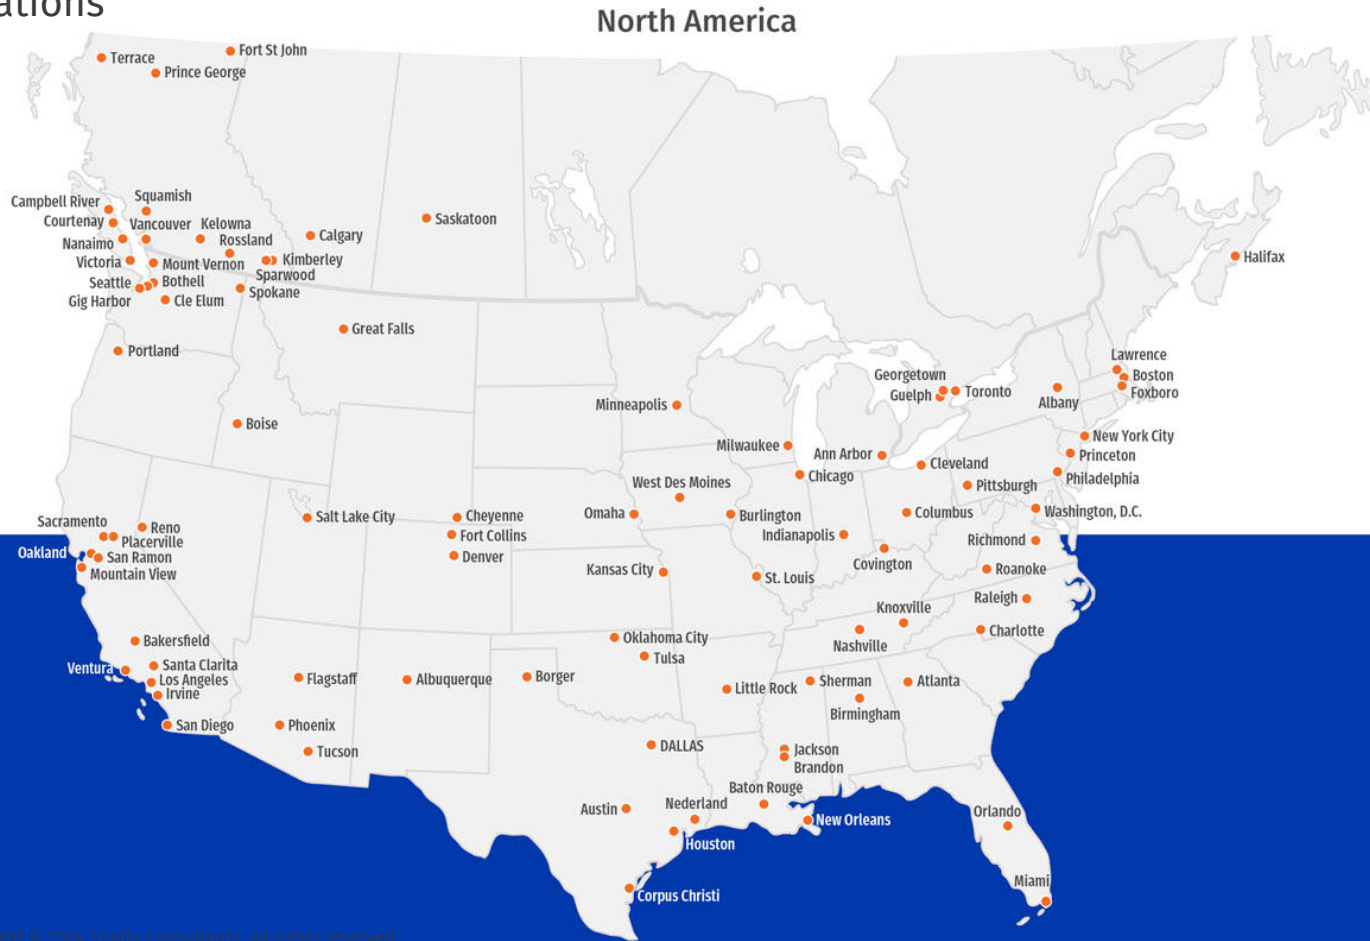 ations
North America
Fort St John
Terrace
Prince George
Squamish
Campbell River
Courtenay
Vancouver
Kelowna
Saskatoon
Nanaimo
Rossland
Calgary
Victoria
Mount Vernon
Kimberley
Sparwood
Halifax
Seattle
Bothell
Spokane
Gig Harbor
Cle Elum
Great Falls
Portland
Lawrence
Georgetown
Boston
Guelph
Toronto
Foxboro
Albany
Minneapolis
Boise
New York City
Milwaukee
Ann Arbor
Princeton
Cleveland
Chicago
Philadelphia
Pittsburgh
West Des Moines
Washington, D.C.
Omaha
Burlington
Columbus
Salt Lake City
Cheyenne
Sacramento
Reno
Fort Collins
Indianapolis
Placerville
Richmond
Oakland
San Ramon
Denver
Covington
Mountain View
Kansas City
St. Louis
Roanoke
Raleigh
Knoxville
Charlotte
Bakersfield
Oklahoma City
Nashville
Tulsa
Ventura
Santa Clarita
Los Angeles
Flagstaff
Albuquerque
Borger
Little Rock
Sherman
Atlanta
Irvine
Birmingham
San Diego
Phoenix
DALLAS
Jackson
Tucson
Brandon
Baton Rouge
Austin
Nederland
New Orleans
Orlando
Houston
Miami
Corpus Christi
Trinity Consultants. All rights reserved.